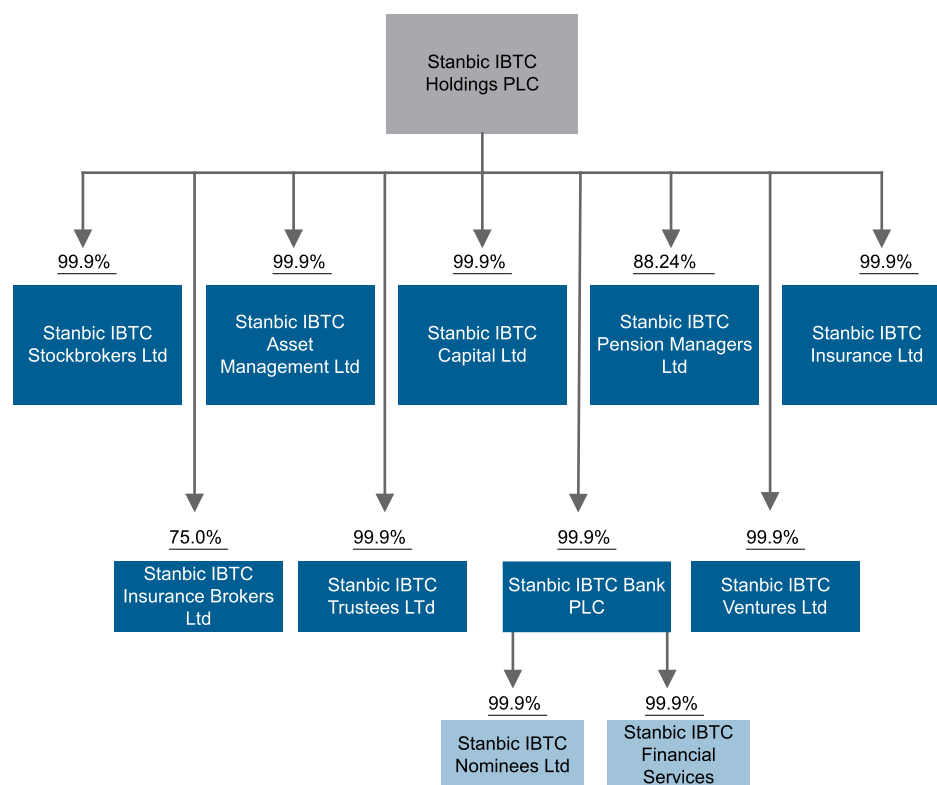 Stanbic IBTC
Holdings PLC
99.9%
99.9%
99.9%
88.24%
99.9%
Stanbic IBTC
Stockbrokers Ltd
Stanbic IBTC
Asset
Management Ltd
Stanbic IBTC
Capital Ltd
Stanbic IBTC
Pension Managers
Ltd
Stanbic IBTC
Insurance Ltd
75.0%
99.9%
99.9%
99.9%
Stanbic IBTC
Insurance Brokers
Ltd
Stanbic IBTC
Trustees LTd
Stanbic IBTC Bank
PLC
Stanbic IBTC
Ventures Ltd
99.9%
99.9%
Stanbic IBTC
Nominees Ltd
Stanbic IBTC
Financial
Services